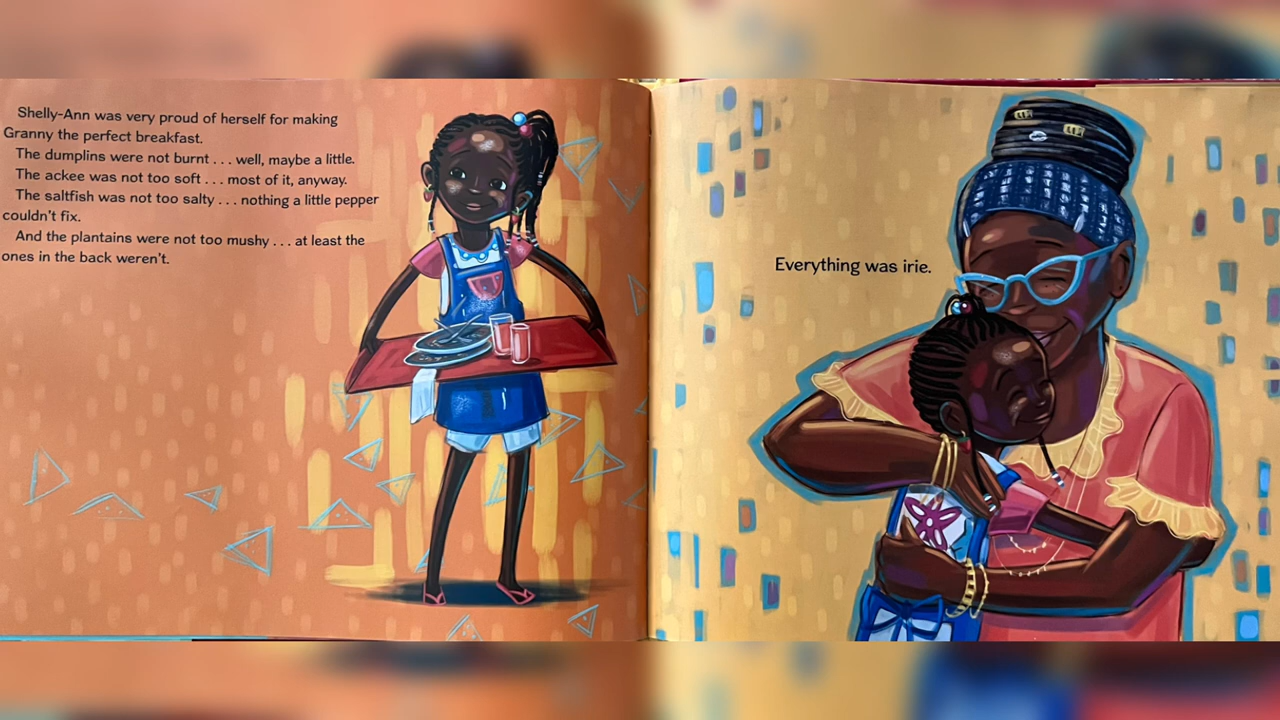 Shelly-Ann was very proud of herself for making
Granny the perfect breakfast.
The dumplins were not burnt . . . well, maybe a little.
The ackee was not too soft . . . most of it, anyway.
The saltfish was not too salty . . . nothing a little pepper
couldn't fix.
And the plantains were not too mushy . . . at least the
ones in the back weren't.
Everything was irie.